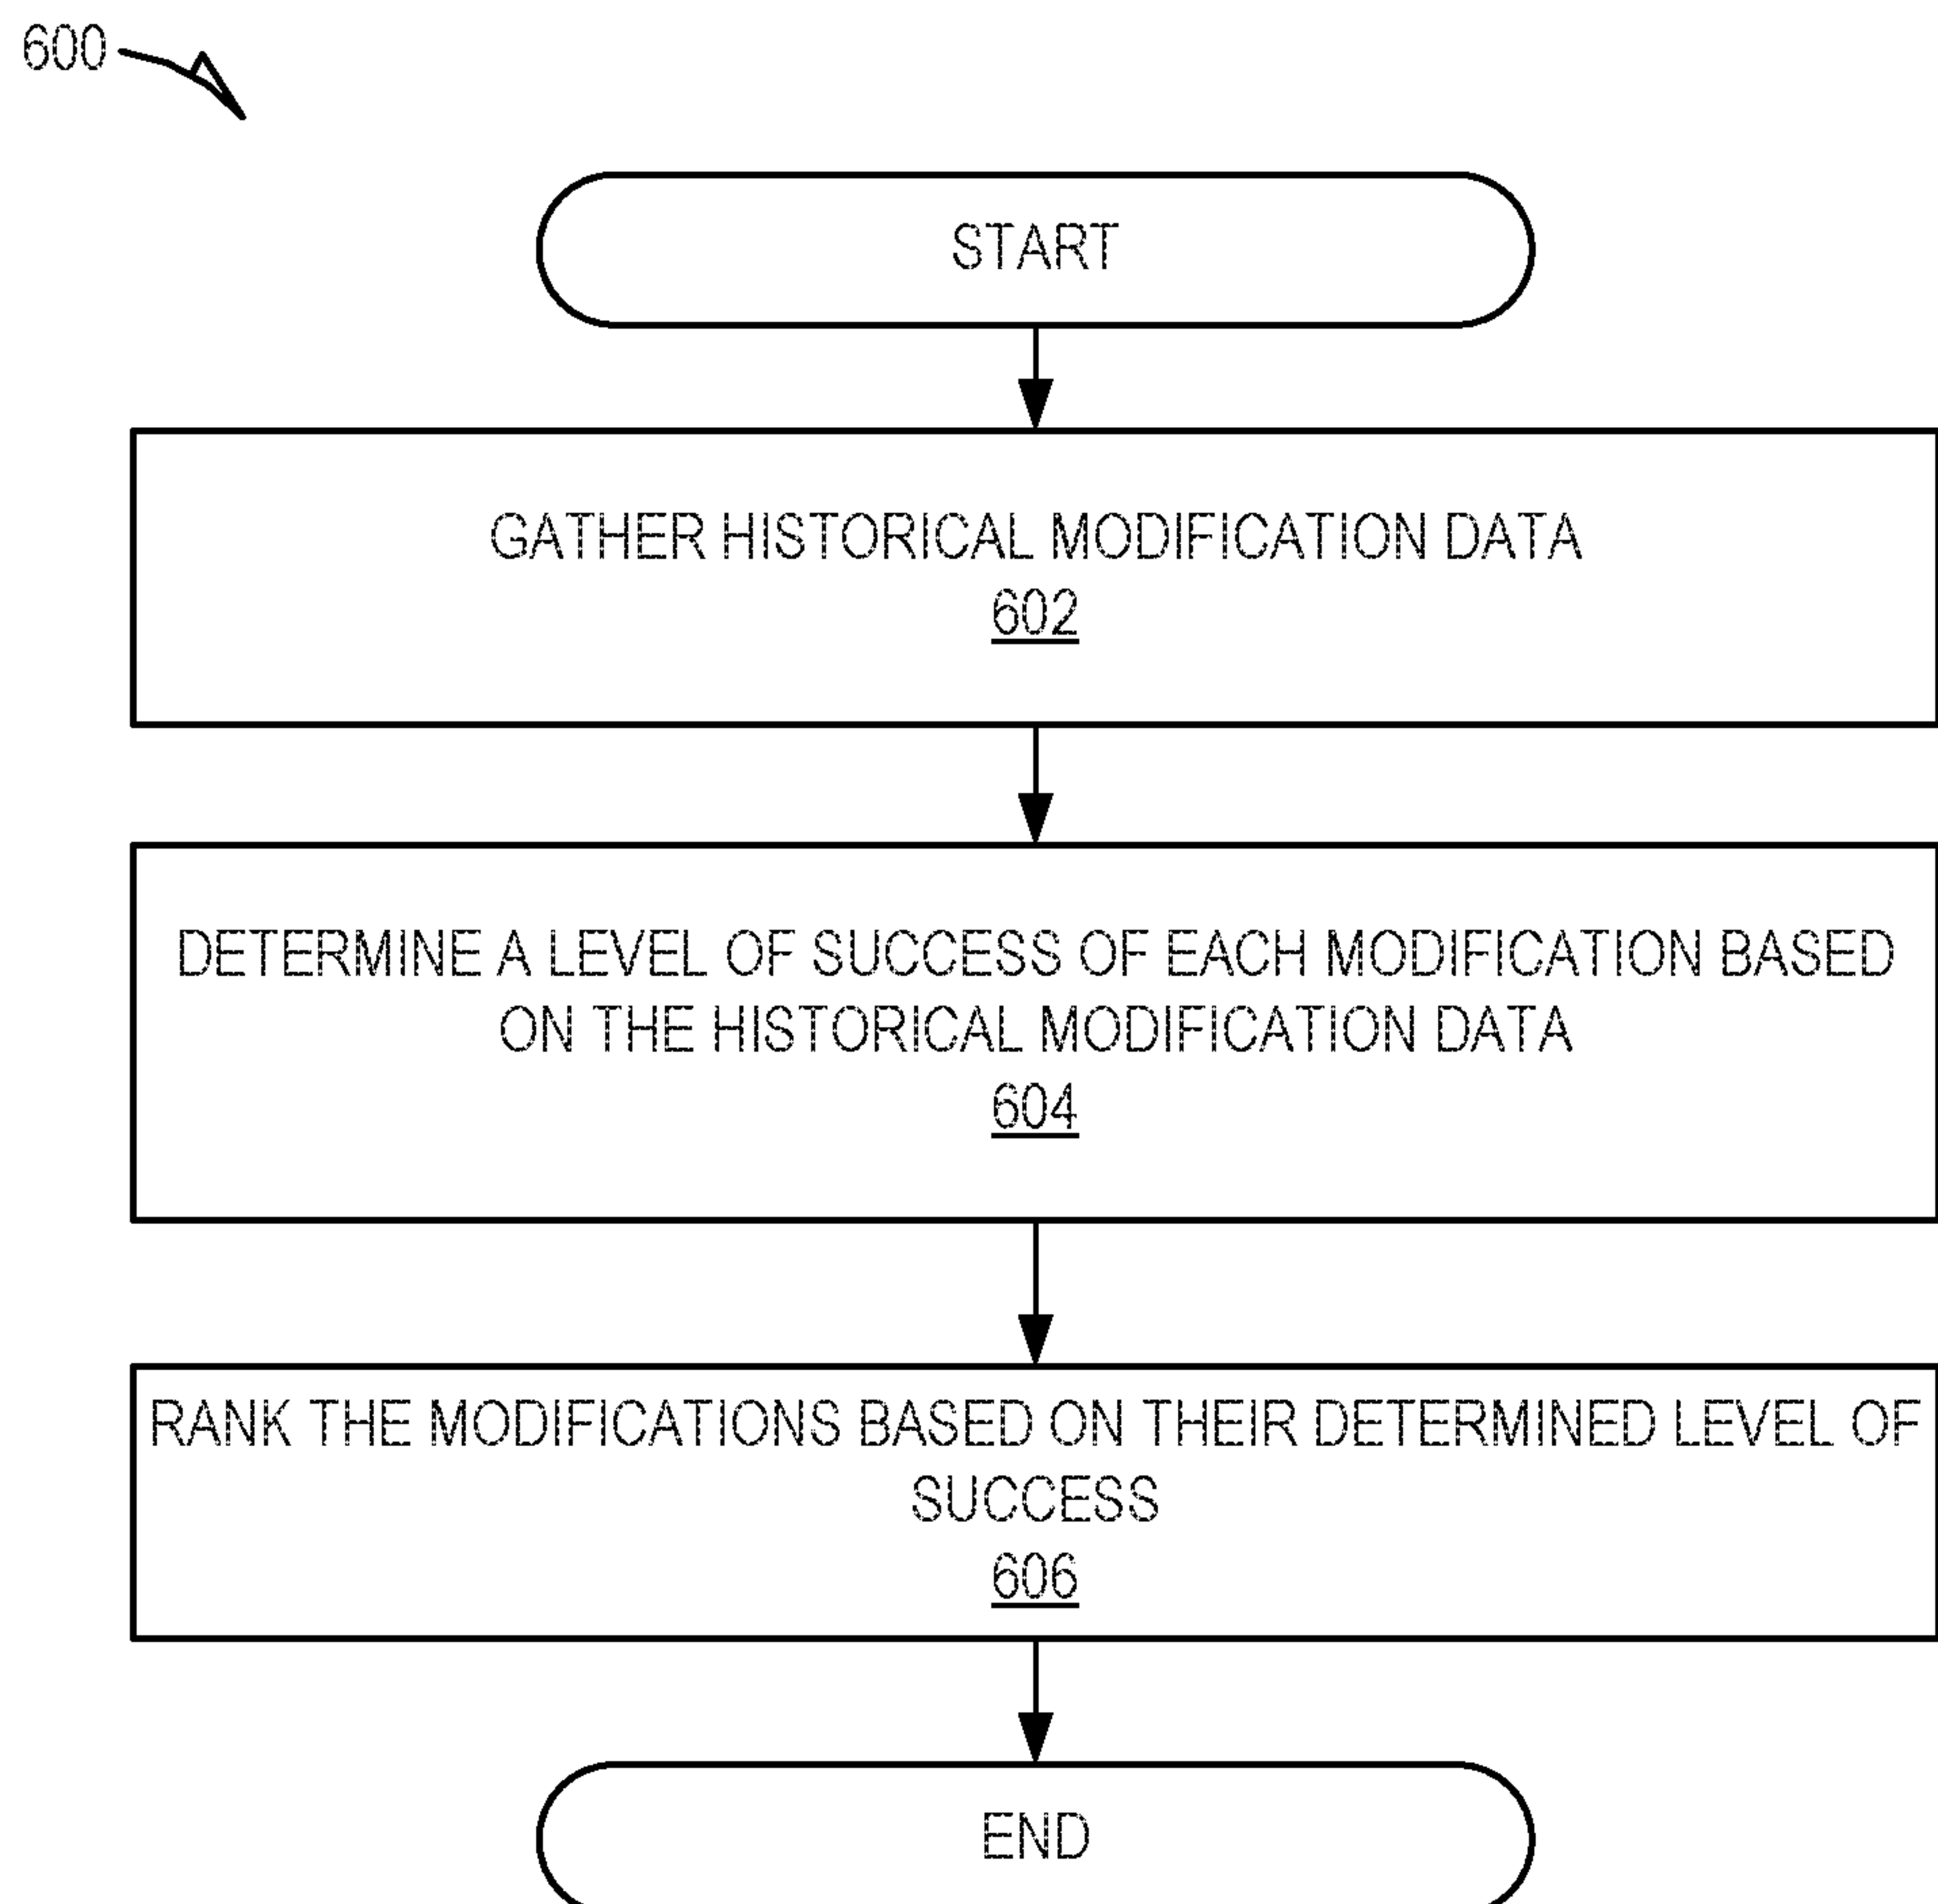 600
START
GATHER HISTORICAL MODIFICATION DATA
602
DETERMINE A LEVEL OF SUCCESS OF EACH MODIFICATION BASED
ON THE HISTORICAL MODIFICATION DATA
604
RANK THE MODIFICATIONS BASED ON THEIR DETERMINED LEVEL OF
SUCCESS
606
END